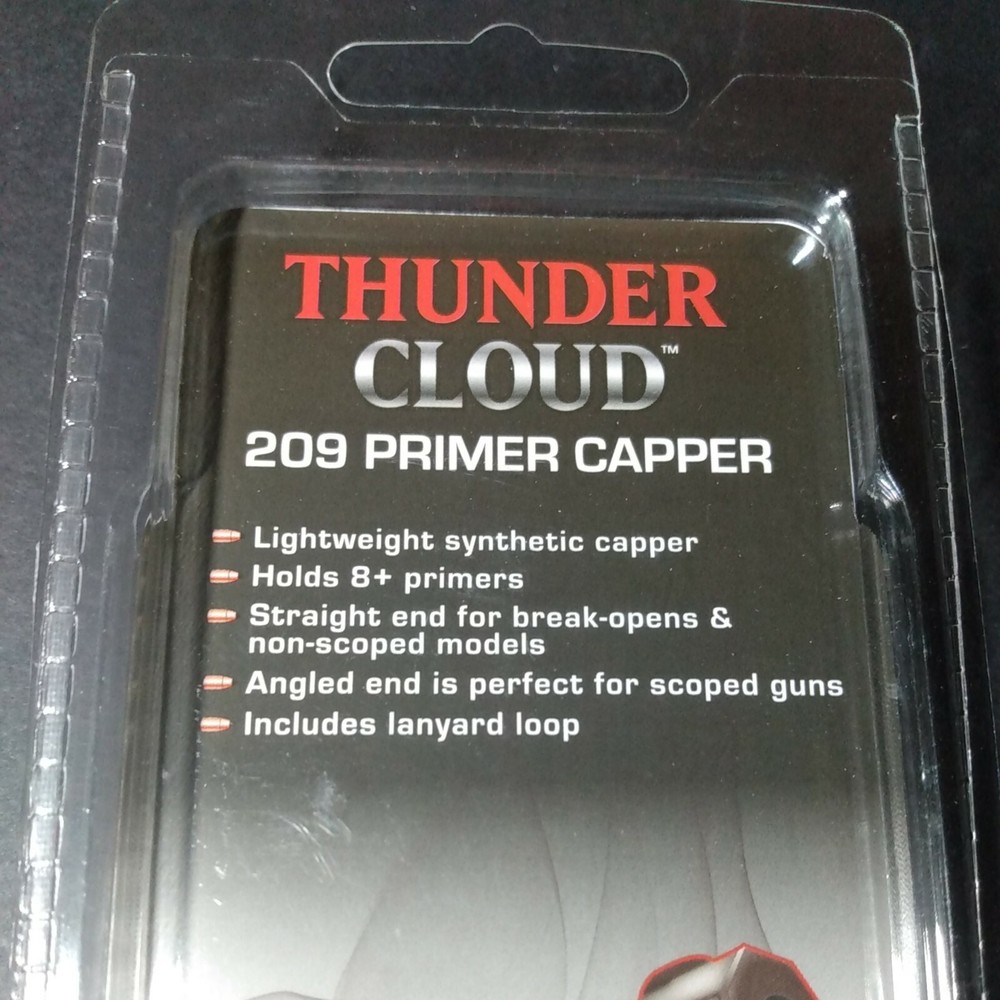 THUNDER
CLOUD™
209 PRIMER CAPPER
Lightweight synthetic capper
Holds 8+ primers
Straight end for break-opens &
non-scoped models
Angled end is perfect for scoped guns
Includes lanyard loop